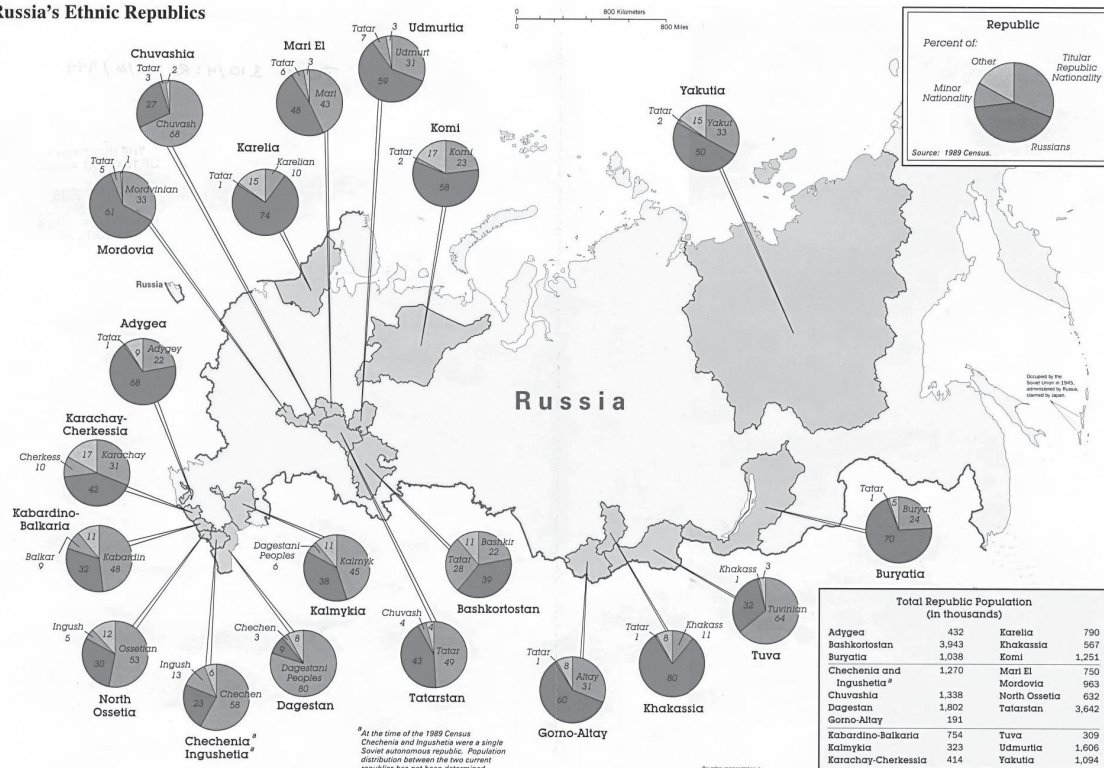 Russia's Ethnic Republics
0 800 Kilometers
0 800 Miles
Republic
Percent of:
Other
Titular
Republic
Nationality
Minor
Nationality
Russians
Source: 1989 Census.
Chuvashia
Tatar
3
2
27
Chuvash
68
Mari El
Tatar
6
3
Mari
43
48
Udmurtia
Tatar
7
3
Udmurt
31
59
Komi
Tatar
2
17
Komi
23
58
Karelia
Karelian
10
Tatar
1
15
74
Tatar
5
1
Mordvinian
33
61
Mordovia
Yakutia
Tatar
2
15
Yakut
33
50
Russia
Adygea
Tatar
1
9
Adygey
22
68
Russia
Occupied by the
Soviet Union in 1945,
administered by Russia,
claimed by Japan.
Karachay-
Cherkessia
Cherkess
10
17
Karachay
31
42
Kabardino-
Balkaria
Balkar
9
11
Kabardin
48
32
Ingush
5
12
Ossetian
53
30
North
Ossetia
Ingush
13
6
Chechen
58
23
Chechenia a
Ingushetia a
Chechen
3
8
9
Dagestani
Peoples
80
Dagestan
Dagestani
Peoples
6
11
Kalmyk
45
38
Kalmykia
Chuvash
4
4
Tatar
49
43
Tatarstan
11
Bashkir
22
Tatar
28
39
Bashkortostan
Tatar
1
8
Altay
31
60
Gorno-Altay
Tatar
1
8
Khakass
11
80
Khakassia
Khakass
1
3
32
Tuvinian
64
Tuva
Tatar
1
5
Buryat
24
70
Buryatia
a At the time of the 1989 Census
Chechenia and Ingushetia were a single
Soviet autonomous republic. Population
distribution between the two current
republics has not been determined.
Total Republic Population
(in thousands)
Adygea 432 Karelia 790
Bashkortostan 3,943 Khakassia 567
Buryatia 1,038 Komi 1,251
Chechenia and 1,270 Mari El 750
Ingushetia a Mordovia 963
Chuvashia 1,338 North Ossetia 632
Dagestan 1,802 Tatarstan 3,642
Gorno-Altay 191
Kabardino-Balkaria 754 Tuva 309
Kalmykia 323 Udmurtia 1,606
Karachay-Cherkessia 414 Yakutia 1,094